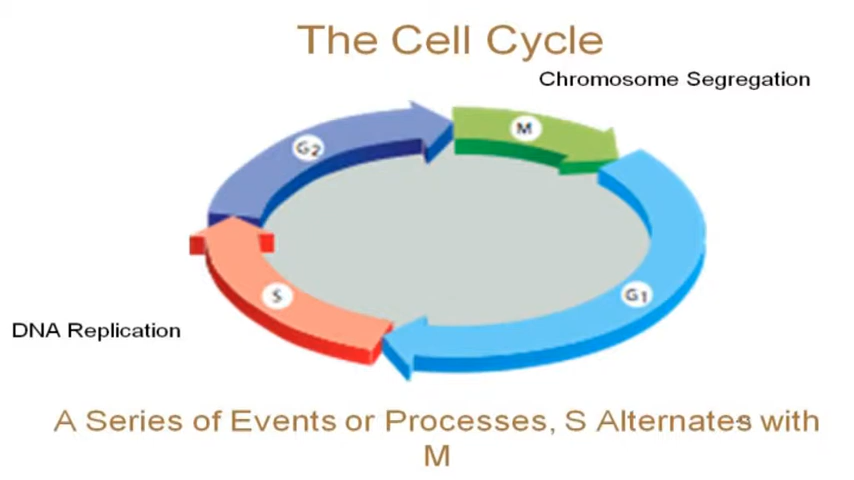 The Cell Cycle
Chromosome Segregation
M
G2
S
G1
DNA Replication
A Series of Events or Processes, S Alternates with
M